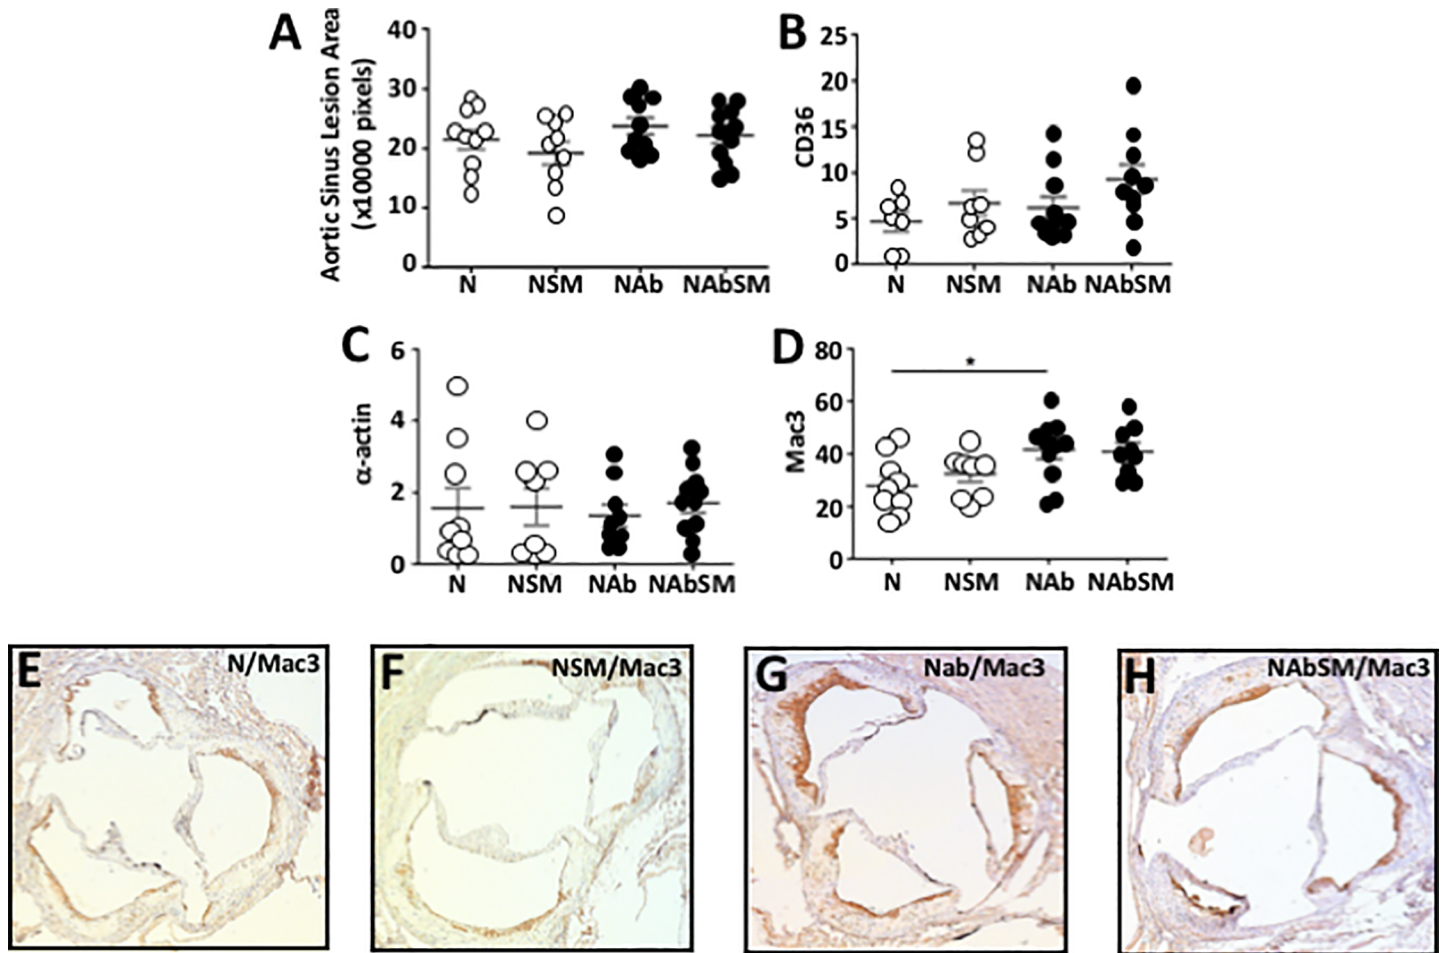 A
Aortic Sinus Lesion Area
(x10000 pixels)
40
30
20
10
0
N NSM NAb NAbSM
B
CD36
25
20
15
10
5
0
N NSM NAb NAbSM
C
α-actin
6
4
2
0
N NSM NAb NAbSM
D
Mac3
80
60
40
20
0
*
N NSM NAb NAbSM
E N/Mac3
F NSM/Mac3
G Nab/Mac3
H NAbSM/Mac3